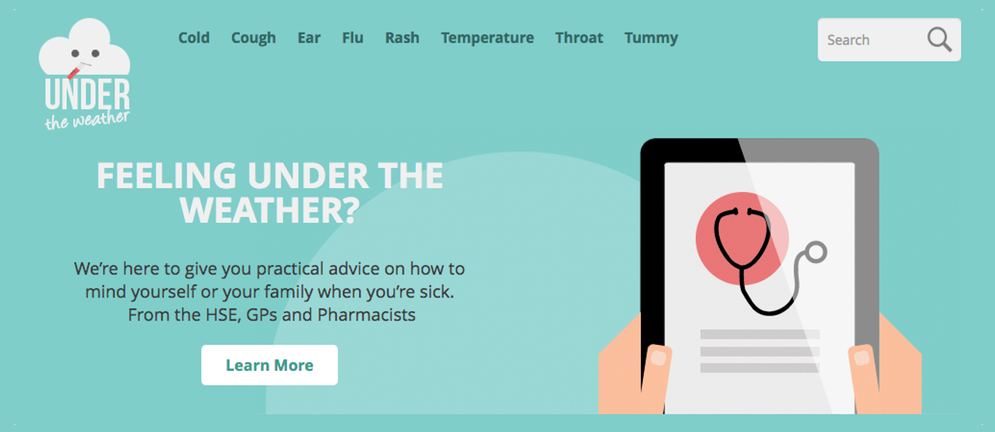 UNDER
the weather
Cold Cough Ear Flu Rash Temperature Throat Tummy
Search
FEELING UNDER THE
WEATHER?
We're here to give you practical advice on how to
mind yourself or your family when you're sick.
From the HSE, GPs and Pharmacists
Learn More